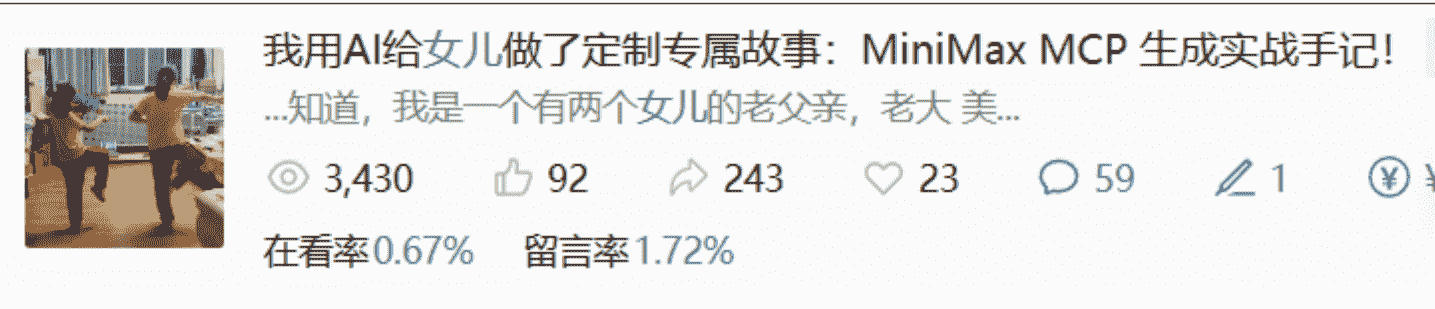 我用AI给女儿做了定制专属故事：MiniMax MCP 生成实战手记！
...知道，我是一个有两个女儿的老父亲，老大 美...
3,430 92 243 23 59 1 ¥
在看率0.67% 留言率1.72%